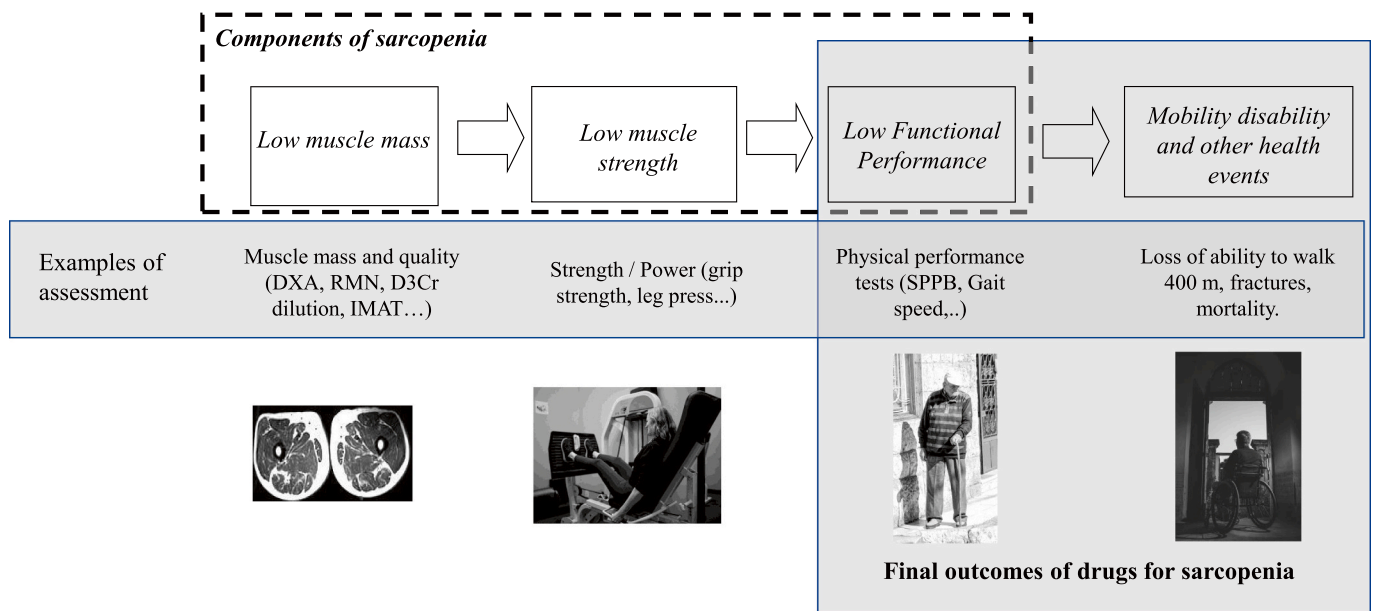 Components of sarcopenia
Low muscle mass
Low muscle
strength
Low Functional
Performance
Mobility disability
and other health
events
Examples of
assessment
Muscle mass and quality
(DXA, RMN, D3Cr
dilution, IMAT…)
Strength / Power (grip
strength, leg press...)
Physical performance
tests (SPPB, Gait
speed,..)
Loss of ability to walk
400 m, fractures,
mortality.
Final outcomes of drugs for sarcopenia